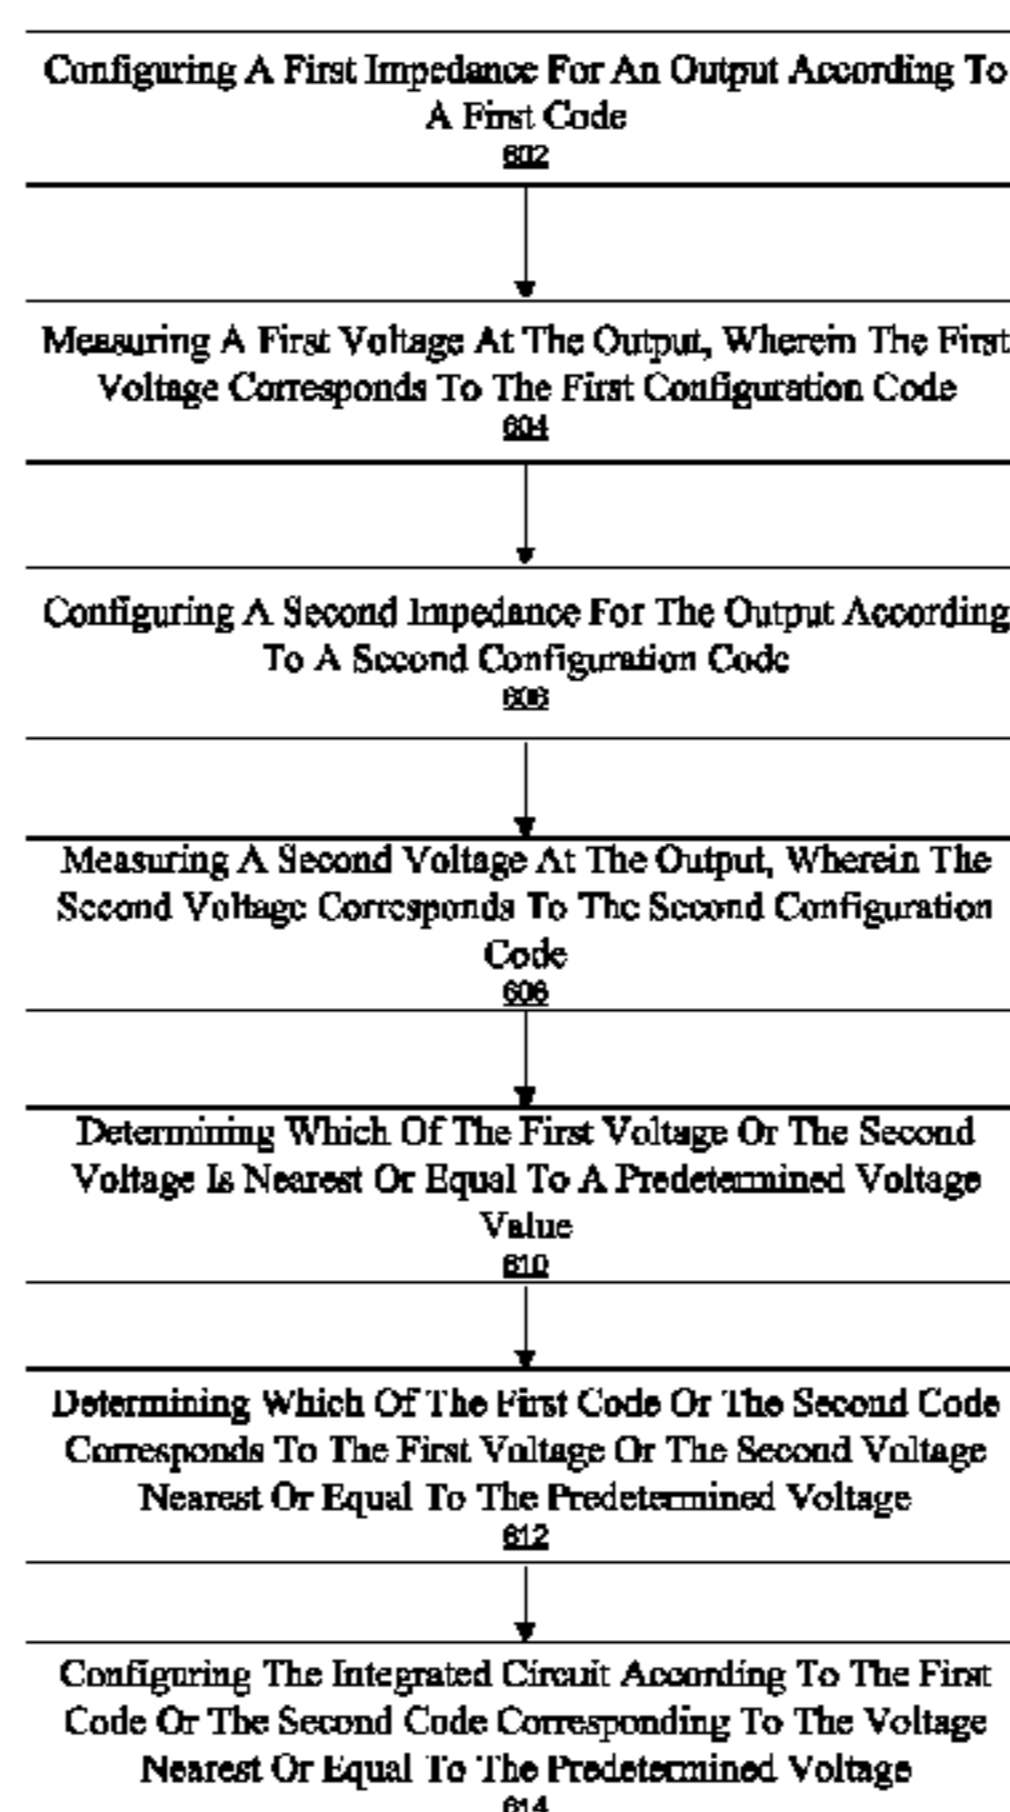 Configuring A First Impedance For An Output According To
A First Code
602
Measuring A First Voltage At The Output, Wherein The First
Voltage Corresponds To The First Configuration Code
604
Configuring A Second Impedance For The Output According
To A Second Configuration Code
606
Measuring A Second Voltage At The Output, Wherein The
Second Voltage Corresponds To The Second Configuration
Code
608
Determining Which Of The First Voltage Or The Second
Voltage Is Nearest Or Equal To A Predetermined Voltage
Value
610
Determining Which Of The First Code Or The Second Code
Corresponds To The First Voltage Or The Second Voltage
Nearest Or Equal To The Predetermined Voltage
612
Configuring The Integrated Circuit According To The First
Code Or The Second Code Corresponding To The Voltage
Nearest Or Equal To The Predetermined Voltage
614